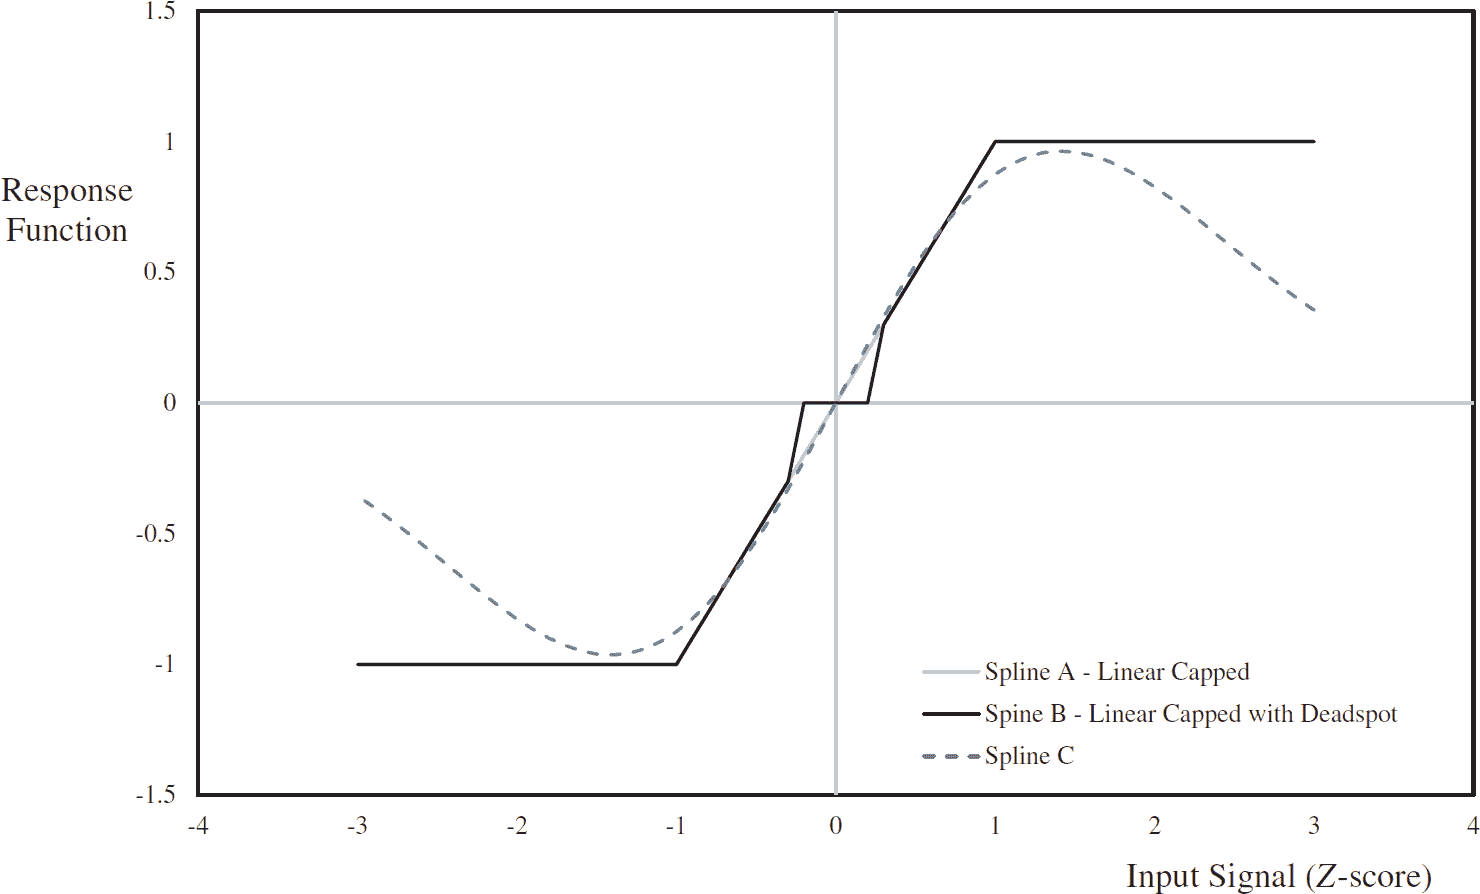 1.5
1
Response
Function
0.5
0
-0.5
-1
-1.5
Spline A - Linear Capped
Spine B - Linear Capped with Deadspot
Spline C
-4 -3 -2 -1 0 1 2 3 4
Input Signal (Z-score)